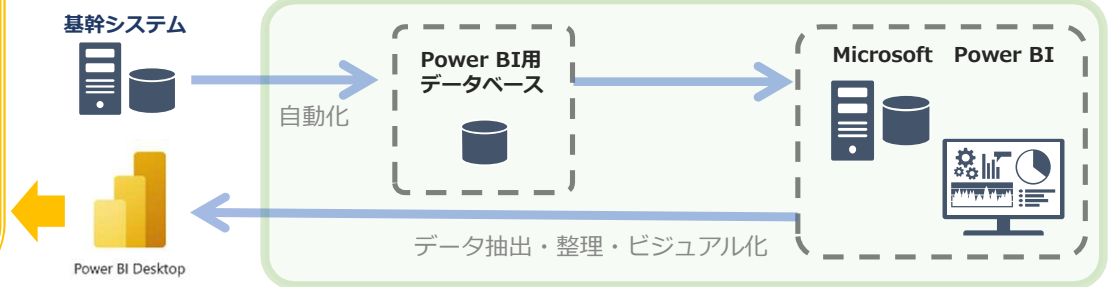 基幹システム
Power BI用
データベース
Microsoft Power BI
自動化
データ抽出・整理・ビジュアル化
Power BI Desktop